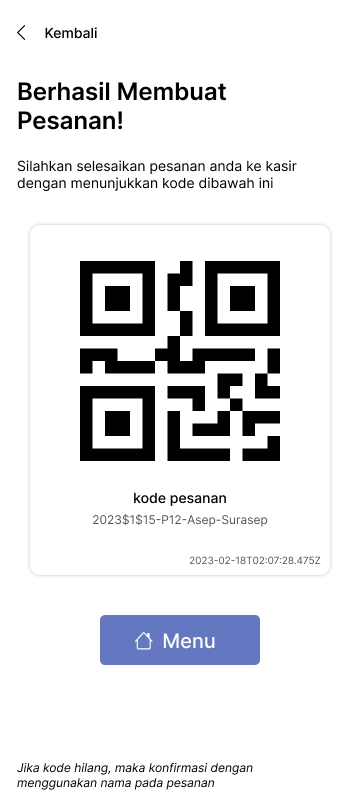 Kembali
Berhasil Membuat
Pesanan!
Silahkan selesaikan pesanan anda ke kasir
dengan menunjukkan kode dibawah ini
kode pesanan
2023$1$15-P12-Asep-Surasep
2023-02-18T02:07:28.475Z
Menu
Jika kode hilang, maka konfirmasi dengan
menggunakan nama pada pesanan